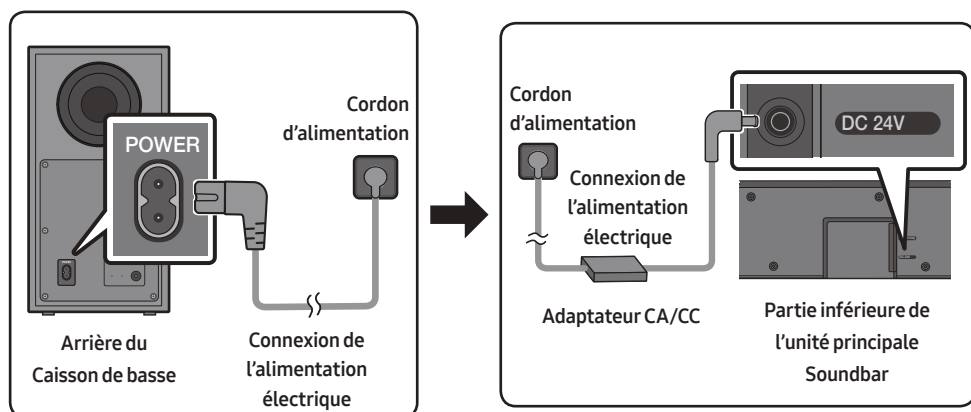 POWER
Cordon
d'alimentation
Arrière du
Caisson de basse
Connexion de
l'alimentation
électrique
Cordon
d'alimentation
DC 24V
Connexion de
l'alimentation
électrique
Adaptateur CA/CC
Partie inférieure de
l'unité principale
Soundbar